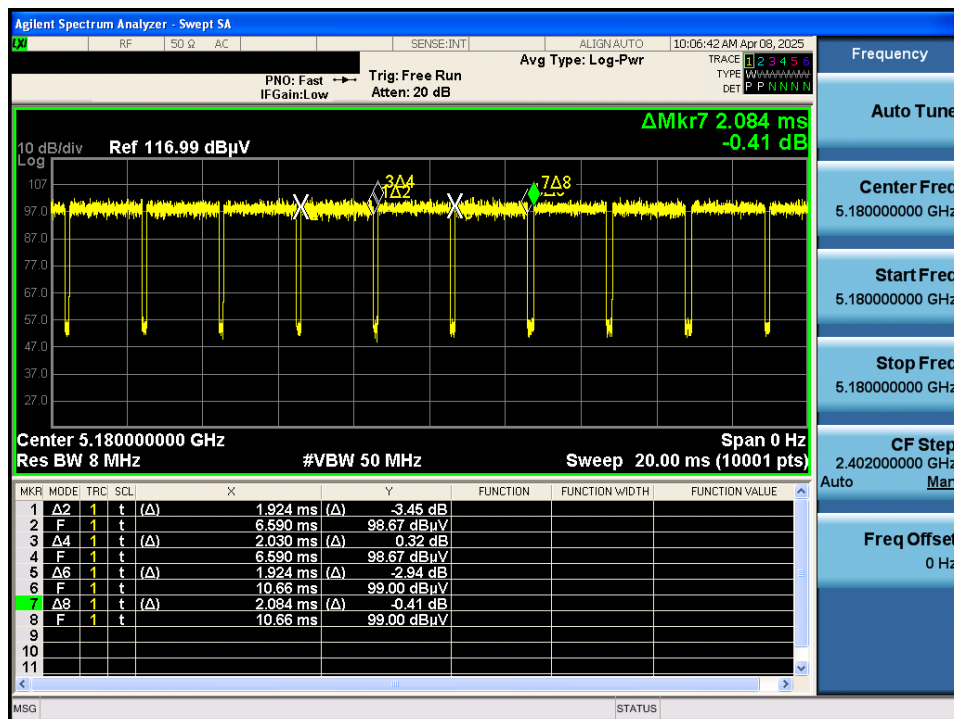 Agilent Spectrum Analyzer - Swept SA
LXI RF 50 Ω AC SENSE:INT ALIGN AUTO 10:06:42 AM Apr 08, 2025
Frequency
Avg Type: Log-Pwr
TRACE 1 2 3 4 5 6
PNO: Fast Trig: Free Run TYPE
IFGain:Low Atten: 20 dB DET P P N N N N
Auto Tune
ΔMkr7 2.084 ms
-0.41 dB
10 dB/div Ref 116.99 dBµV
Log
107
3Δ4
1Δ2
7Δ8
97.0
87.0
77.0
67.0
57.0
47.0
37.0
27.0
Center Freq
5.180000000 GHz
Start Freq
5.180000000 GHz
Stop Freq
5.180000000 GHz
Center 5.180000000 GHz Span 0 Hz
Res BW 8 MHz #VBW 50 MHz Sweep 20.00 ms (10001 pts)
CF Step
2.402000000 GHz
Auto Man
Freq Offset
0 Hz
MKR MODE TRC SCL X Y FUNCTION FUNCTION WIDTH FUNCTION VALUE
1 Δ2 1 t (Δ) 1.924 ms (Δ) -3.45 dB
2 F 1 t 6.590 ms 98.67 dBµV
3 Δ4 1 t (Δ) 2.030 ms (Δ) 0.32 dB
4 F 1 t 6.590 ms 98.67 dBµV
5 Δ6 1 t (Δ) 1.924 ms (Δ) -2.94 dB
6 F 1 t 10.66 ms 99.00 dBµV
7 Δ8 1 t (Δ) 2.084 ms (Δ) -0.41 dB
8 F 1 t 10.66 ms 99.00 dBµV
9
10
11
MSG STATUS